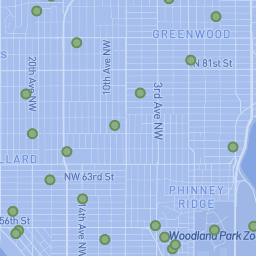 GREENWOOD
10th Ave NW
20th Ave NW
N 81st St
3rd Ave NW
LLARD
NW 63rd St
PHINNEY
RIDGE
4th Ave NW
56th St
Woodland Park Zo